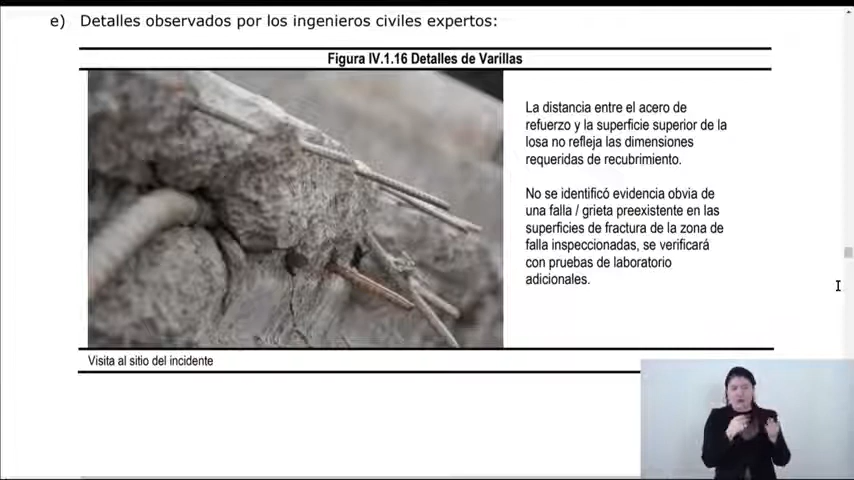 e) Detalles observados por los ingenieros civiles expertos:
Figura IV.1.16 Detalles de Varillas
La distancia entre el acero de
refuerzo y la superficie superior de la
losa no refleja las dimensiones
requeridas de recubrimiento.
No se identificó evidencia obvia de
una falla / grieta preexistente en las
superficies de fractura de la zona de
falla inspeccionadas, se verificará
con pruebas de laboratorio
adicionales.
Visita al sitio del incidente